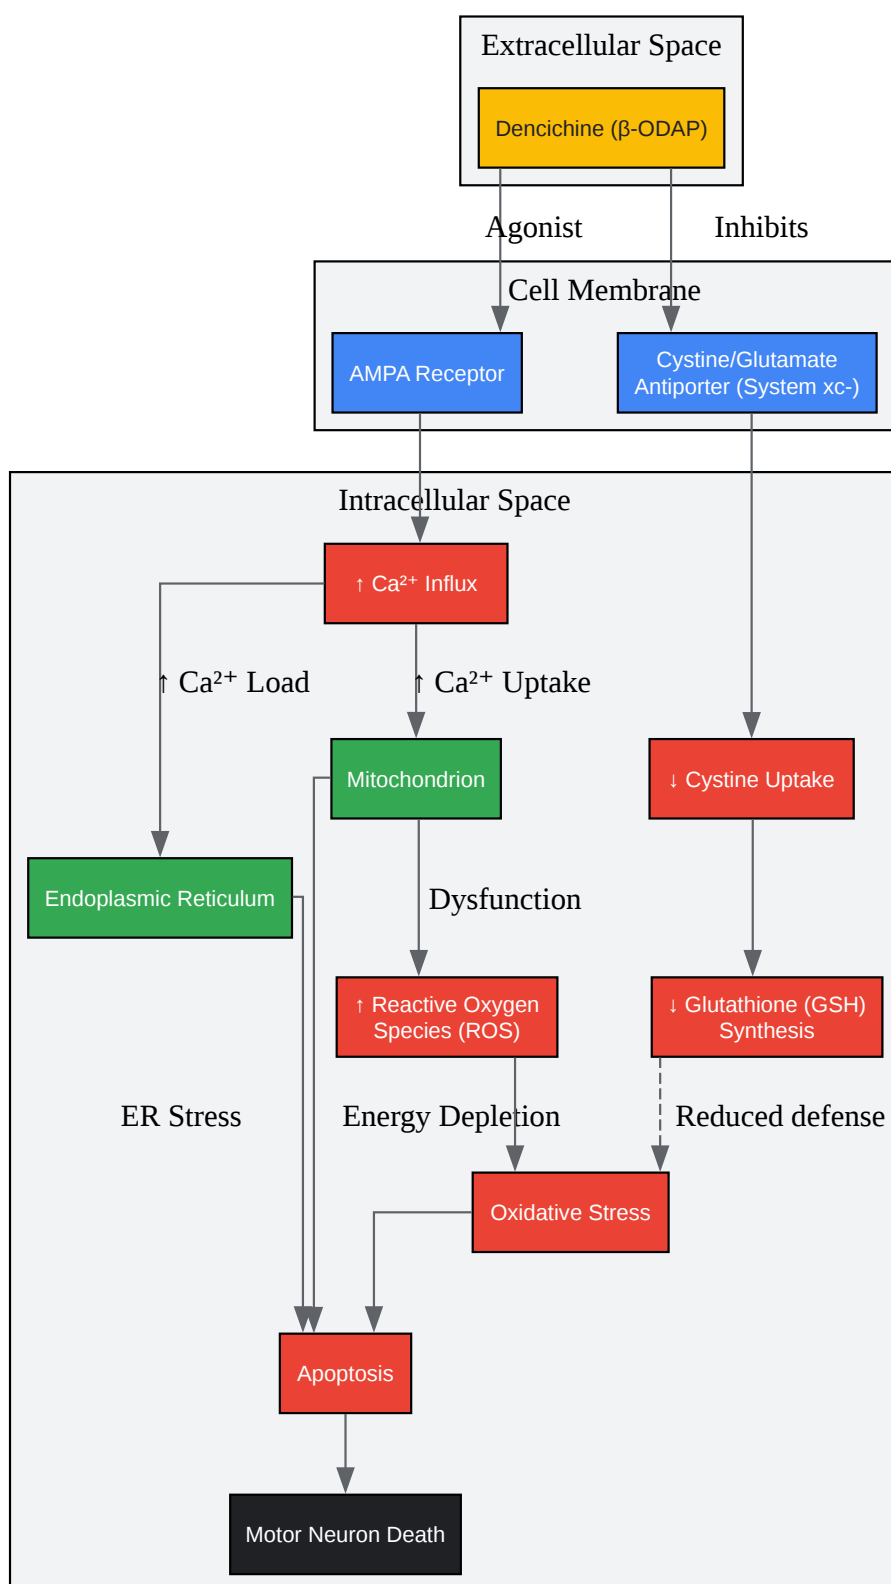 Extracellular Space
Dencichine (β-ODAP)
Agonist
Inhibits
Cell Membrane
AMPA Receptor
Cystine/Glutamate
Antiporter (System xc-)
Intracellular Space
↑ Ca²⁺ Influx
↑ Ca²⁺ Load
↑ Ca²⁺ Uptake
Mitochondrion
↓ Cystine Uptake
Endoplasmic Reticulum
Dysfunction
↑ Reactive Oxygen
Species (ROS)
↓ Glutathione (GSH)
Synthesis
ER Stress
Energy Depletion
Reduced defense
Oxidative Stress
Apoptosis
Motor Neuron Death